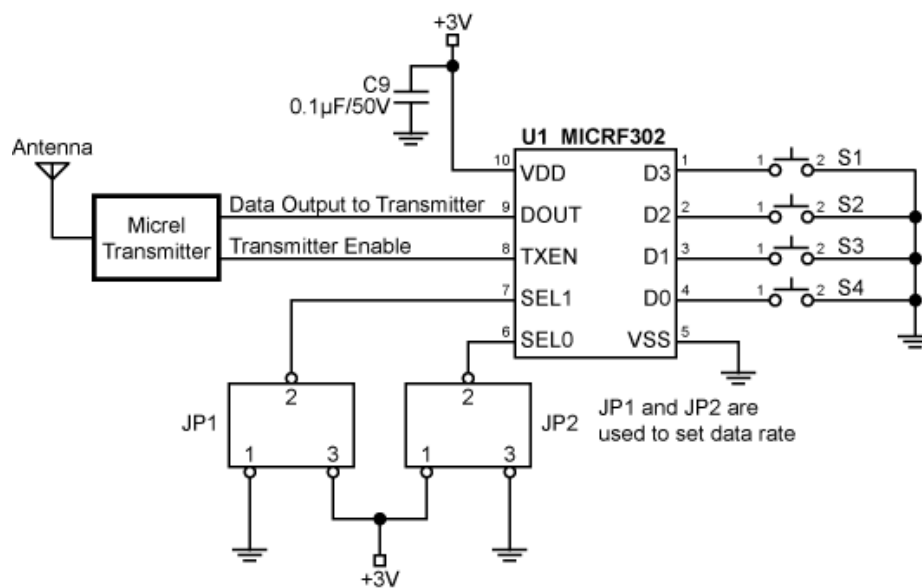 +3V
C9
0.1µF/50V
U1 MICRF302
Antenna
Micrel
Transmitter
Data Output to Transmitter
Transmitter Enable
10 VDD
9 DOUT
8 TXEN
7 SEL1
6 SEL0
D3 1
D2 2
D1 3
D0 4
VSS 5
1 2 S1
1 2 S2
1 2 S3
1 2 S4
JP1
2
1 3
JP2
2
1 3
+3V
JP1 and JP2 are
used to set data rate